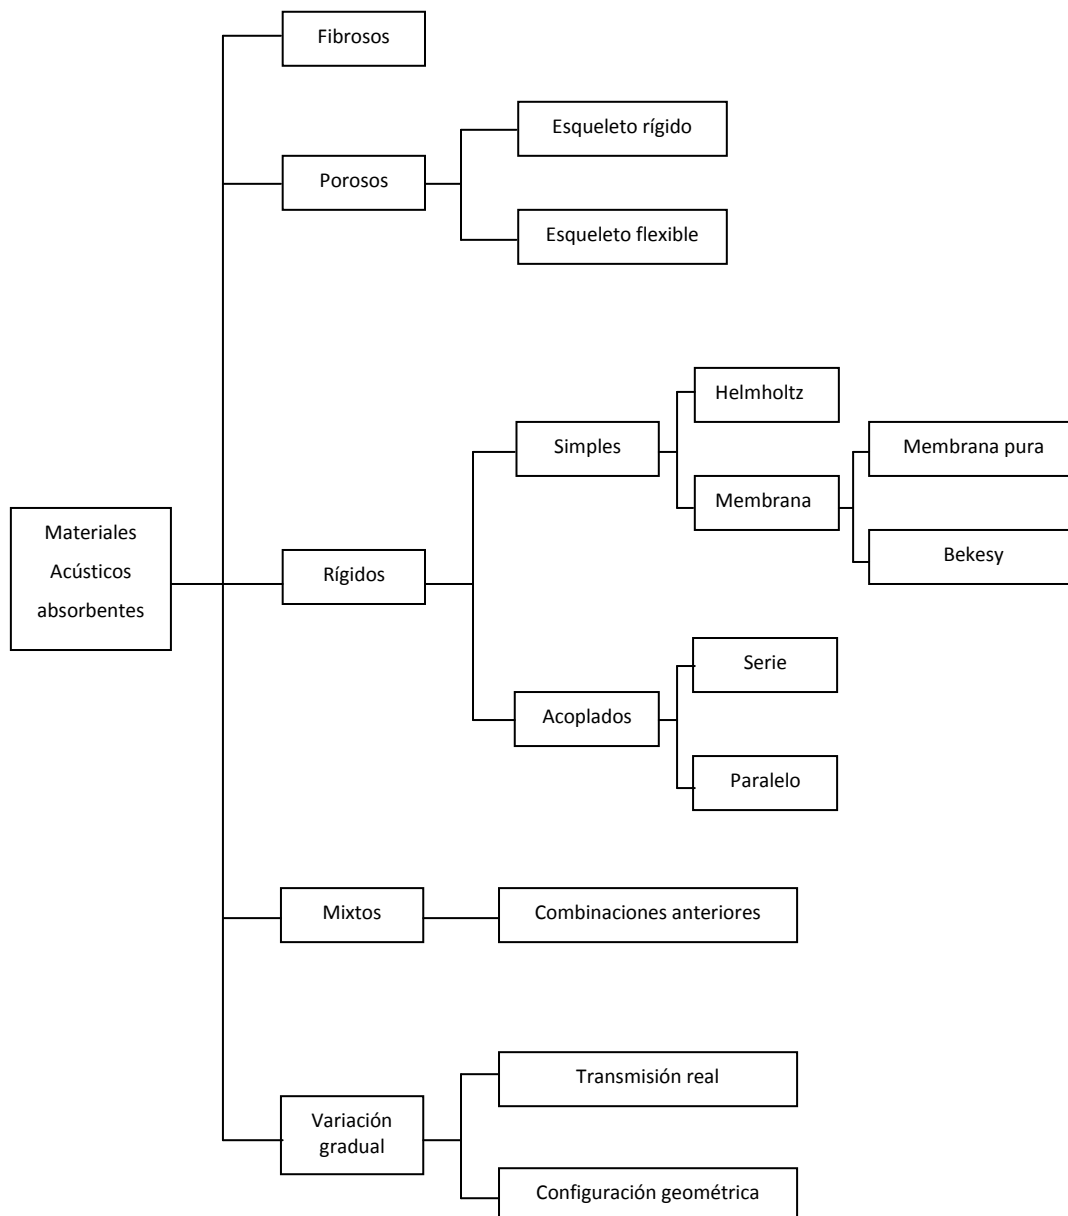 Fibrosos
Esqueleto rígido
Porosos
Esqueleto flexible
Helmholtz
Simples
Membrana pura
Membrana
Materiales
Acústicos
absorbentes
Bekesy
Rígidos
Serie
Acoplados
Paralelo
Mixtos
Combinaciones anteriores
Transmisión real
Variación
gradual
Configuración geométrica